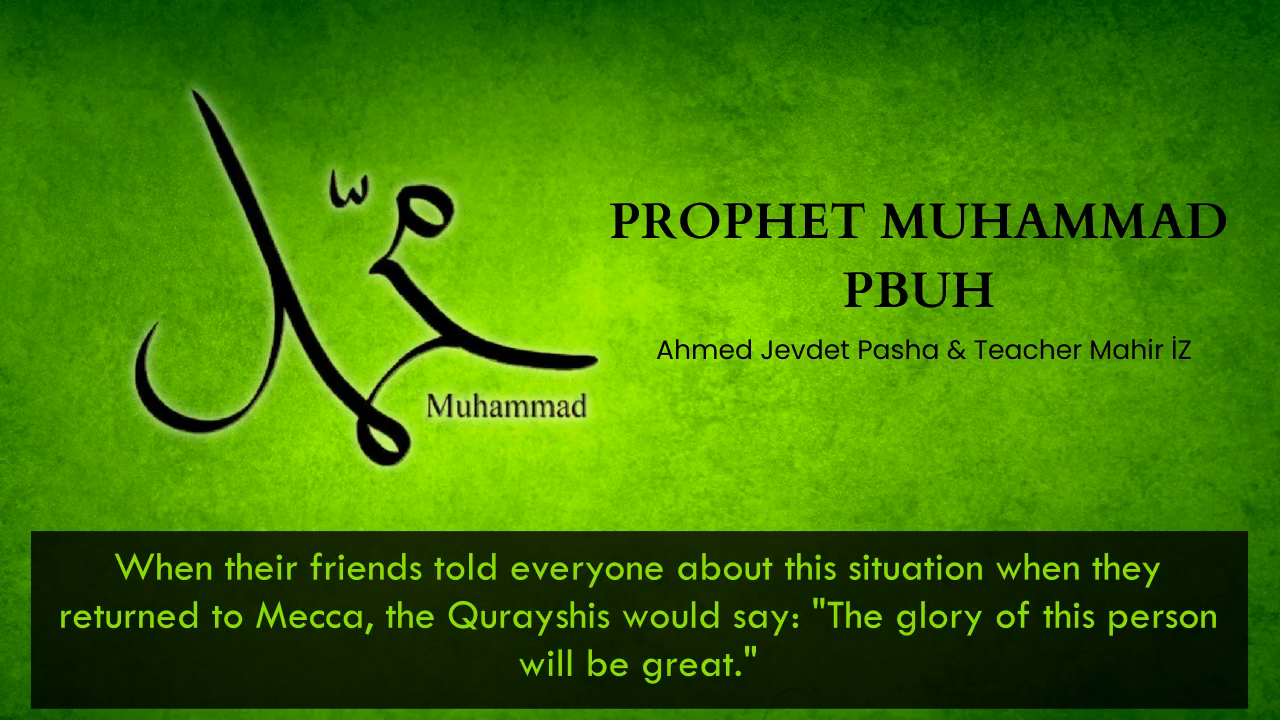 محمد
Muhammad
PROPHET MUHAMMAD
PBUH
Ahmed Jevdet Pasha & Teacher Mahir İZ
When their friends told everyone about this situation when they
returned to Mecca, the Qurayshis would say: "The glory of this person
will be great."